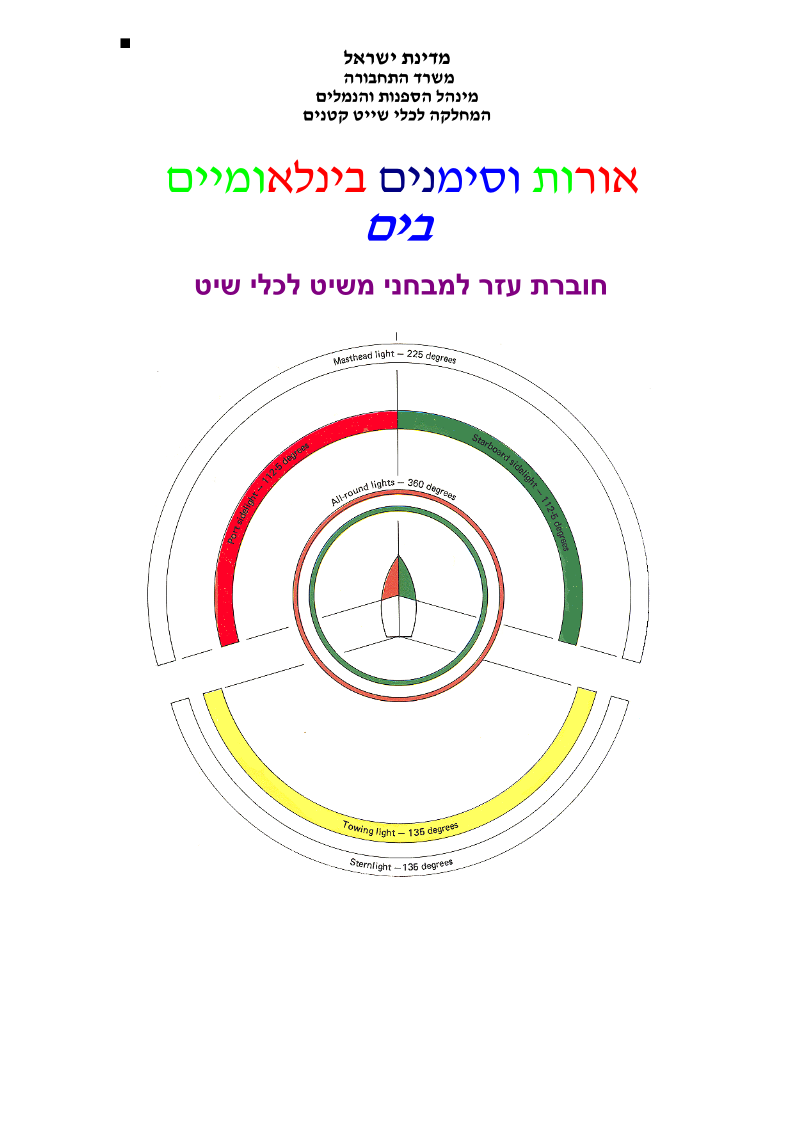 מדינת ישראל
משרד התחבורה
מינהל הספנות והנמלים
המחלקה לכלי שייט קטנים
אורות וסימנים בינלאומיים
בים
חוברת עזר למבחני משיט לכלי שיט
Masthead light – 225 degrees
Port sidelight – 112·5 degrees
Starboard sidelight – 112·5 degrees
All-round lights – 360 degrees
Towing light – 135 degrees
Sternlight – 135 degrees